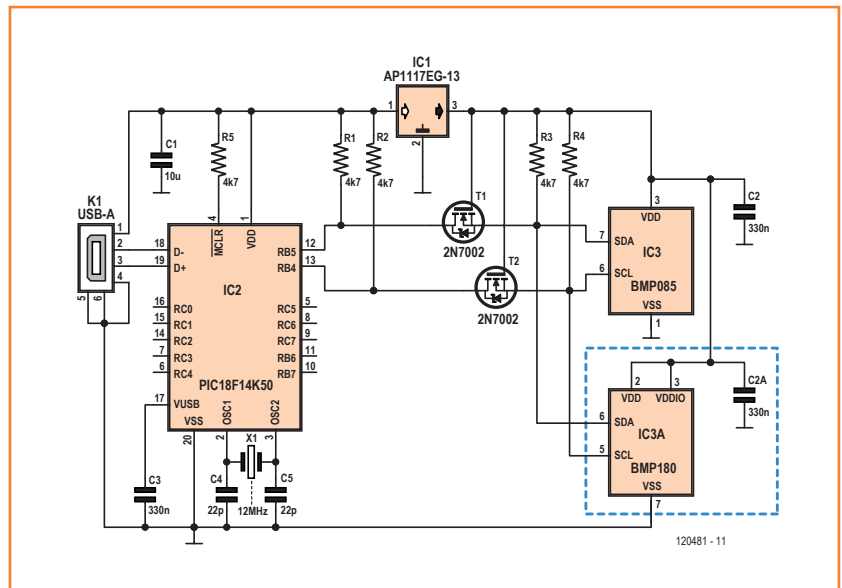 IC1
AP1117EG-13
1
3
2
C1
10u
R5
4k7
R1
4k7
R2
4k7
R3
4k7
R4
4k7
T1
2N7002
T2
2N7002
K1
USB-A
1
2
3
4
5
6
4
1
MCLR
VDD
18
D-
19
D+
RB5
12
RB4
13
IC2
16
RC0
15
RC1
14
RC2
7
RC3
6
RC4
RC5
5
RC6
8
RC7
9
RB6
11
RB7
10
PIC18F14K50
17
VUSB
VSS
OSC1
OSC2
20
2
3
X1
12MHz
C3
330n
C4
22p
C5
22p
3
VDD
7
SDA
IC3
6
SCL
BMP085
VSS
1
C2
330n
2
3
VDD
VDDIO
6
SDA
IC3A
5
SCL
BMP180
VSS
7
C2A
330n
120481 - 11